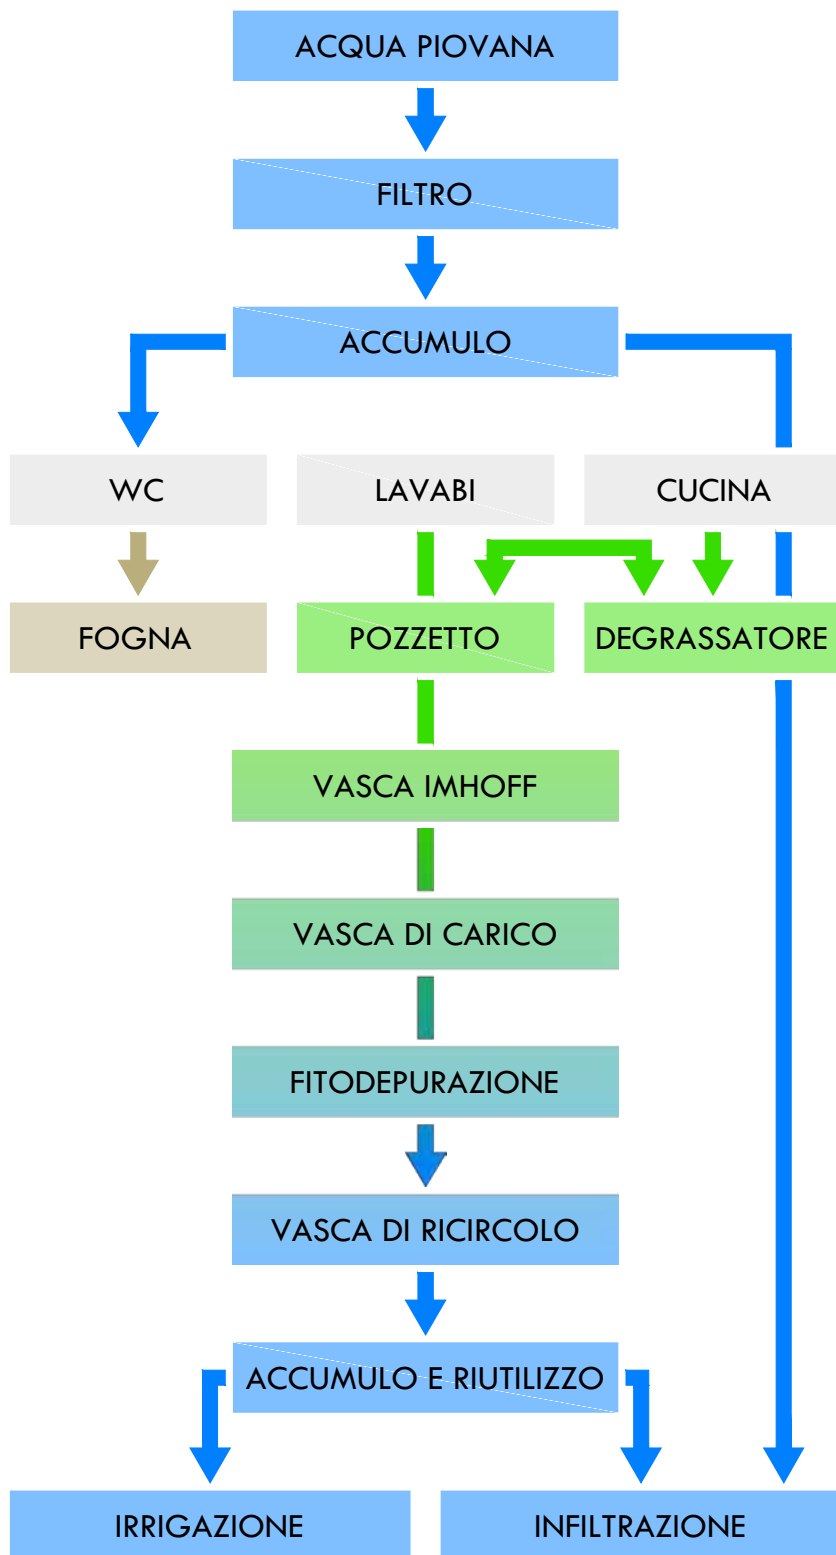 ACQUA PIOVANA
FILTRO
ACCUMULO
WC
LAVABI
CUCINA
FOGNA
POZZETTO
DEGRASSATORE
VASCA IMHOFF
VASCA DI CARICO
FITODEPURAZIONE
VASCA DI RICIRCOLO
ACCUMULO E RIUTILIZZO
IRRIGAZIONE
INFILTRAZIONE